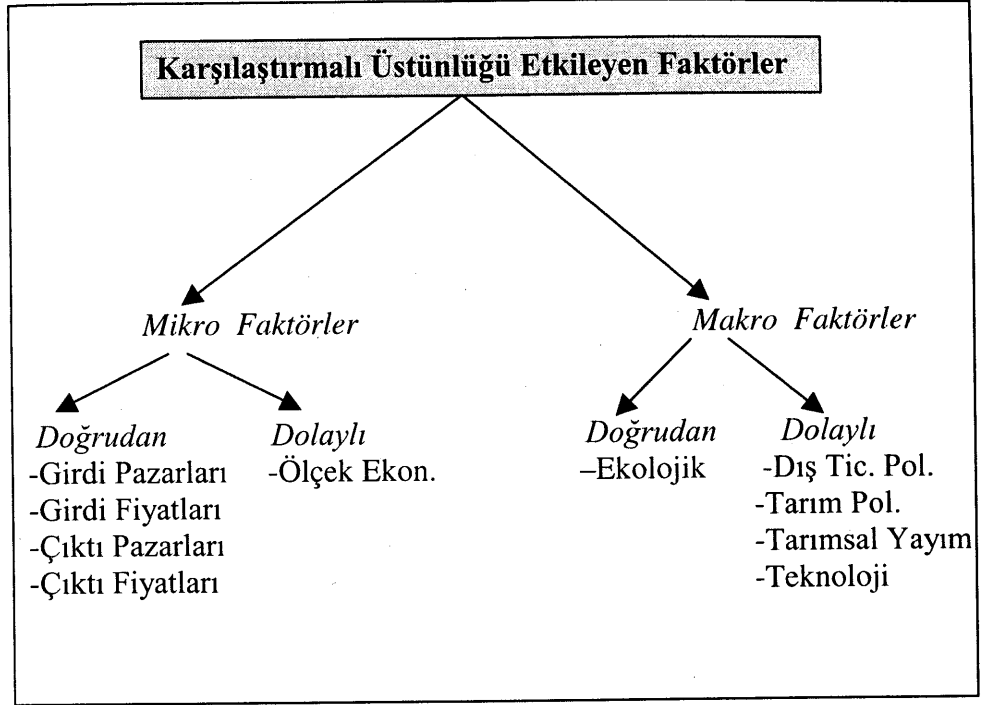 Karşılaştırmalı Üstünlüğü Etkileyen Faktörler
Mikro Faktörler
Makro Faktörler
Doğrudan
-Girdi Pazarları
-Girdi Fiyatları
-Çıktı Pazarları
-Çıktı Fiyatları
Dolaylı
-Ölçek Ekon.
Doğrudan
–Ekolojik
Dolaylı
-Dış Tic. Pol.
-Tarım Pol.
-Tarımsal Yayım
-Teknoloji